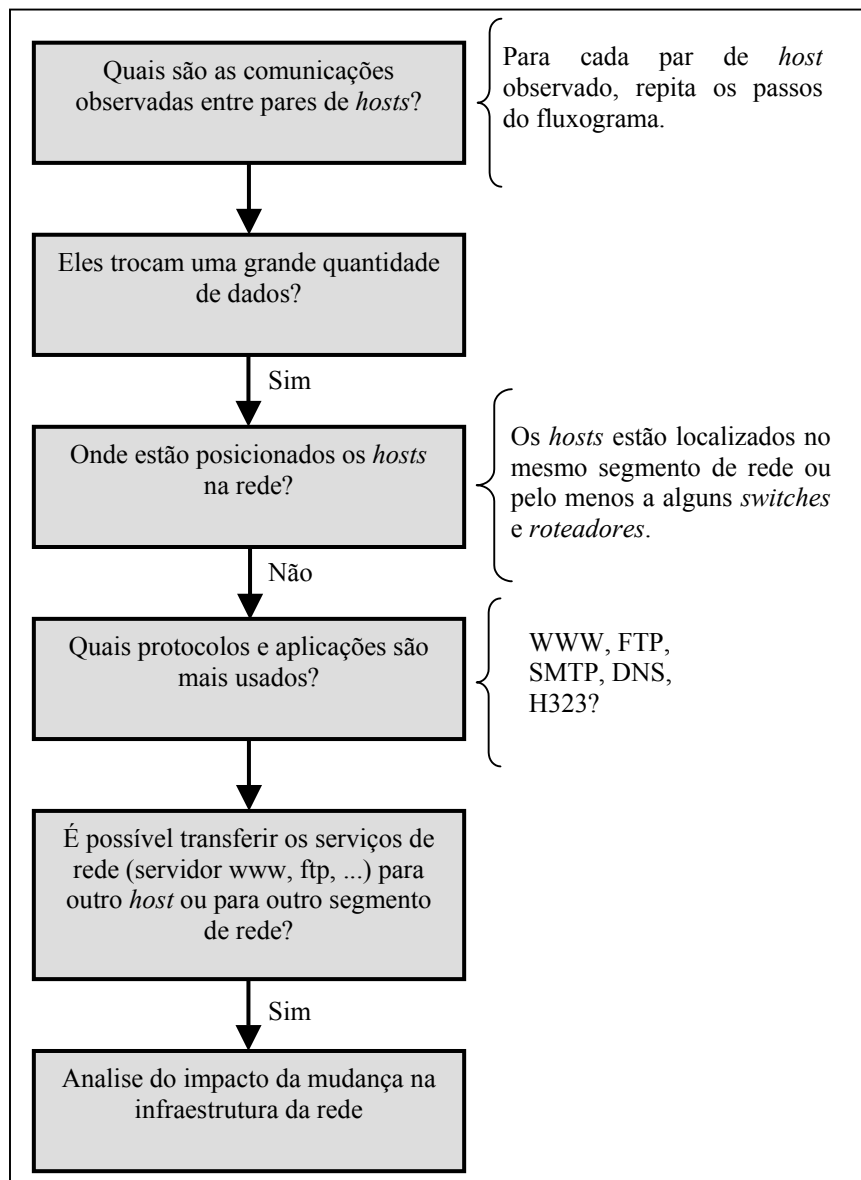 Quais são as comunicações
observadas entre pares de hosts?
Para cada par de host
observado, repita os passos
do fluxograma.
Eles trocam uma grande quantidade
de dados?
Sim
Onde estão posicionados os hosts
na rede?
Os hosts estão localizados no
mesmo segmento de rede ou
pelo menos a alguns switches
e roteadores.
Não
Quais protocolos e aplicações são
mais usados?
WWW, FTP,
SMTP, DNS,
H323?
É possível transferir os serviços de
rede (servidor www, ftp, ...) para
outro host ou para outro segmento
de rede?
Sim
Analise do impacto da mudança na
infraestrutura da rede